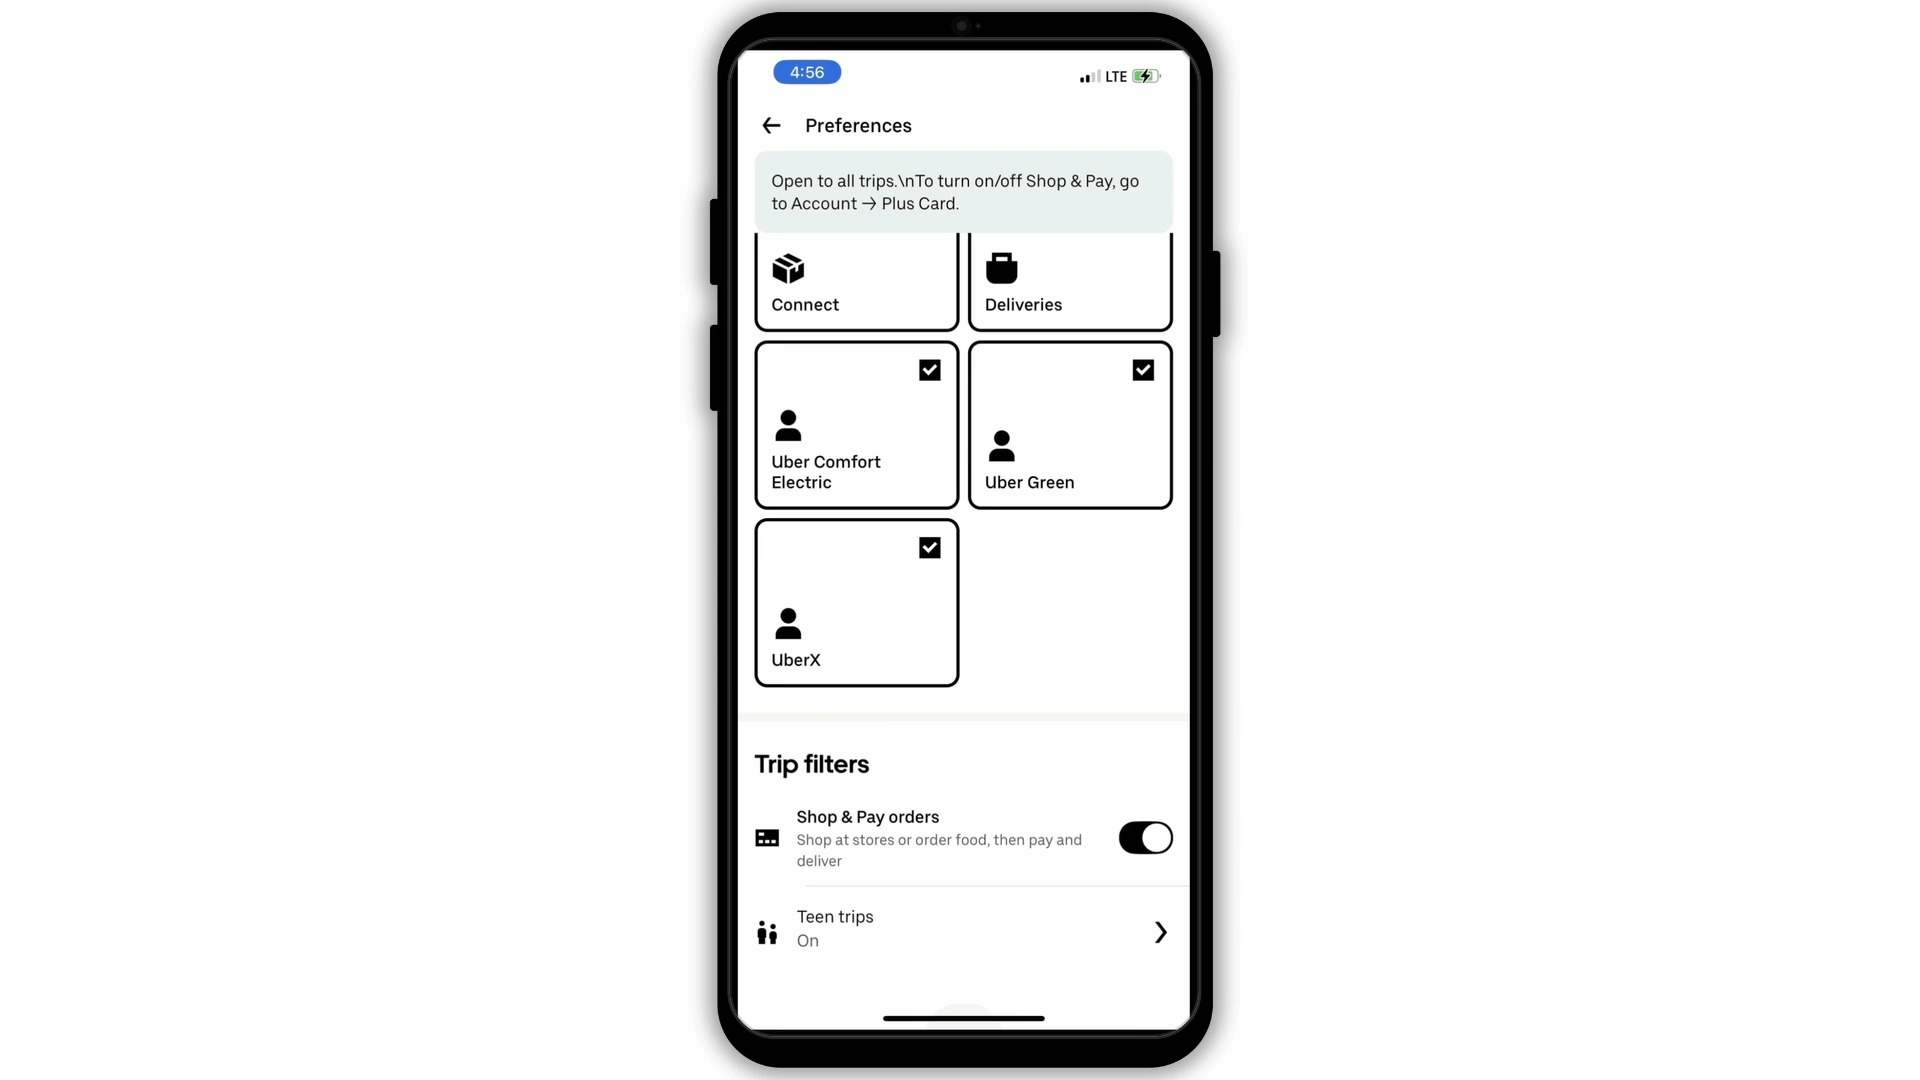 4:56
LTE
Preferences
Open to all trips.\nTo turn on/off Shop & Pay, go
to Account → Plus Card.
Connect
Deliveries
Uber Comfort
Electric
Uber Green
UberX
Trip filters
Shop & Pay orders
Shop at stores or order food, then pay and
deliver
Teen trips
On